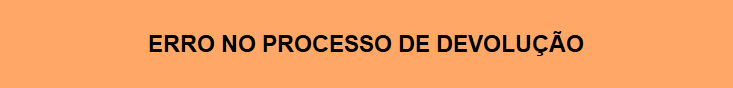 ERRO NO PROCESSO DE DEVOLUÇÃO